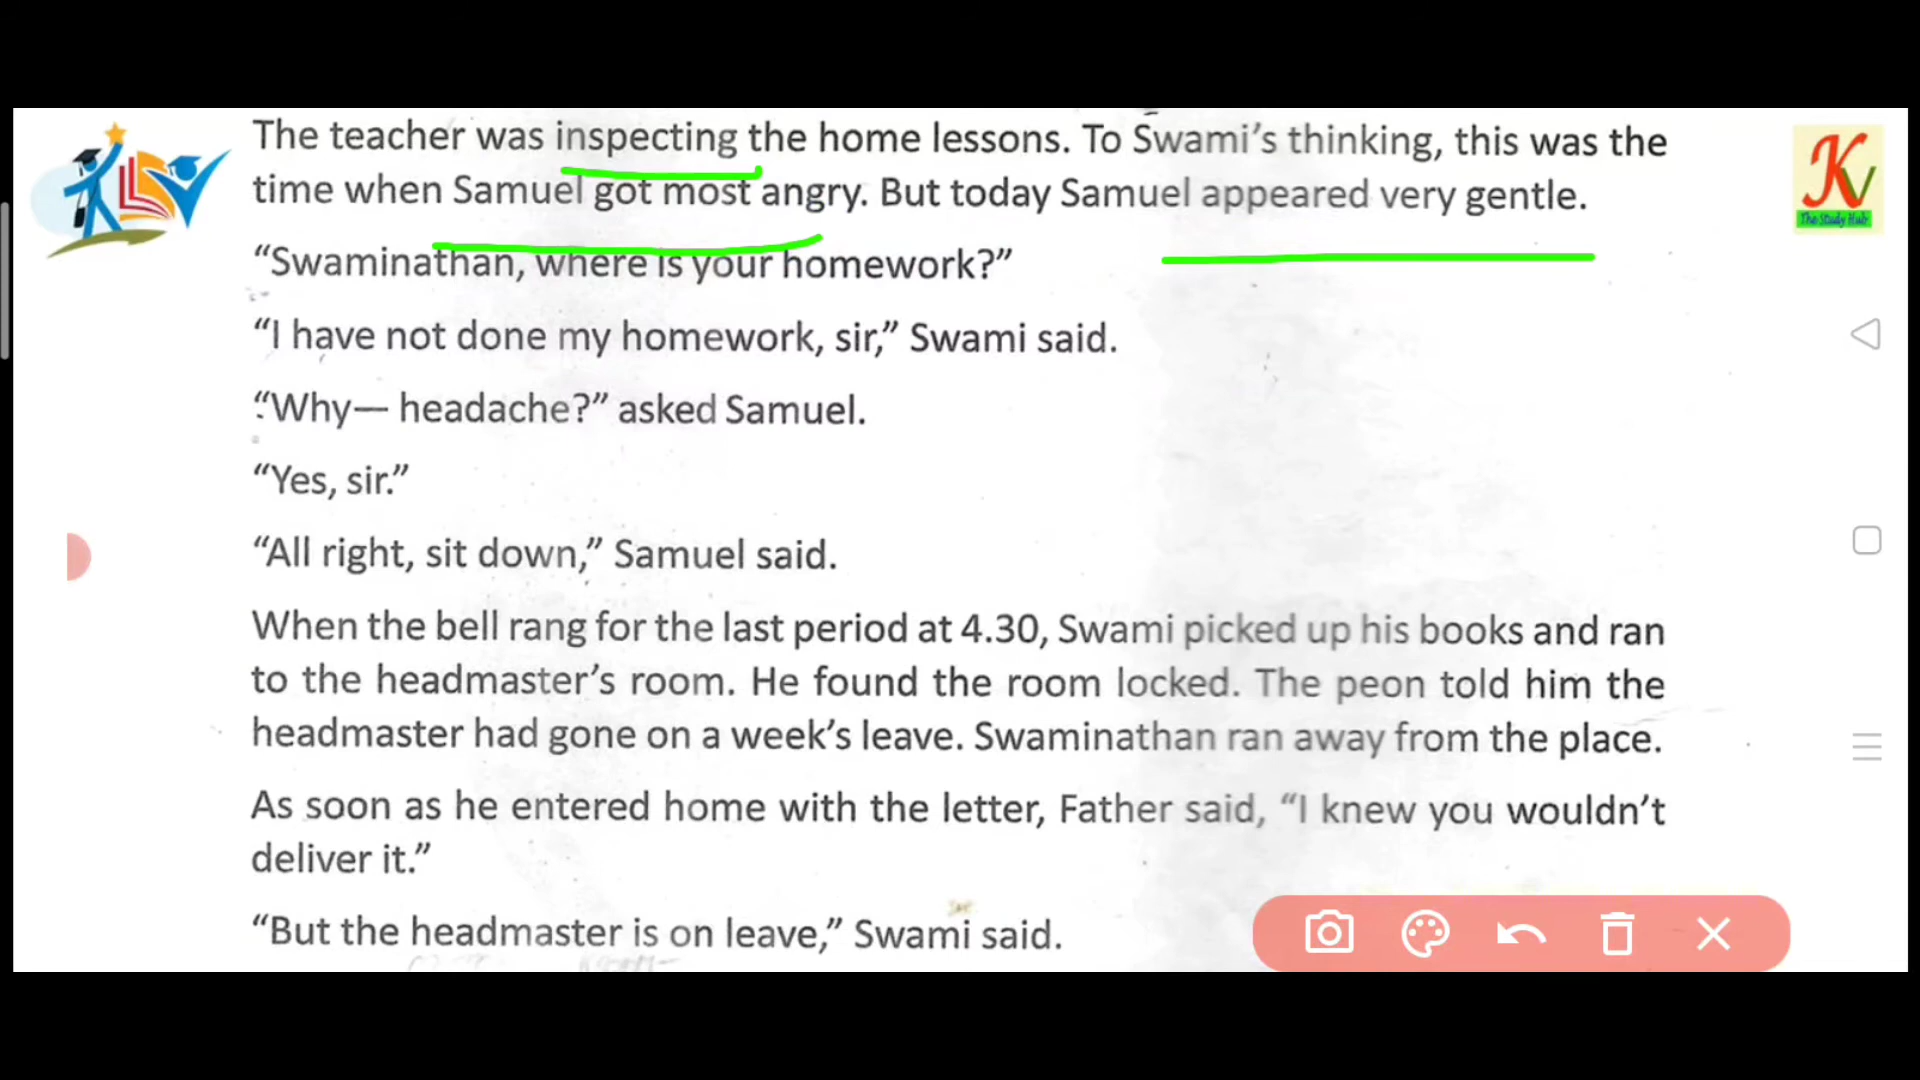 The teacher was inspecting the home lessons. To Swami's thinking, this was the
time when Samuel got most angry. But today Samuel appeared very gentle.
"Swaminathan, where is your homework?"
"I have not done my homework, sir," Swami said.
"Why— headache?" asked Samuel.
"Yes, sir."
"All right, sit down," Samuel said.
When the bell rang for the last period at 4.30, Swami picked up his books and ran
to the headmaster's room. He found the room locked. The peon told him the
headmaster had gone on a week's leave. Swaminathan ran away from the place.
As soon as he entered home with the letter, Father said, "I knew you wouldn't
deliver it."
"But the headmaster is on leave," Swami said.
KV
The Study Hub